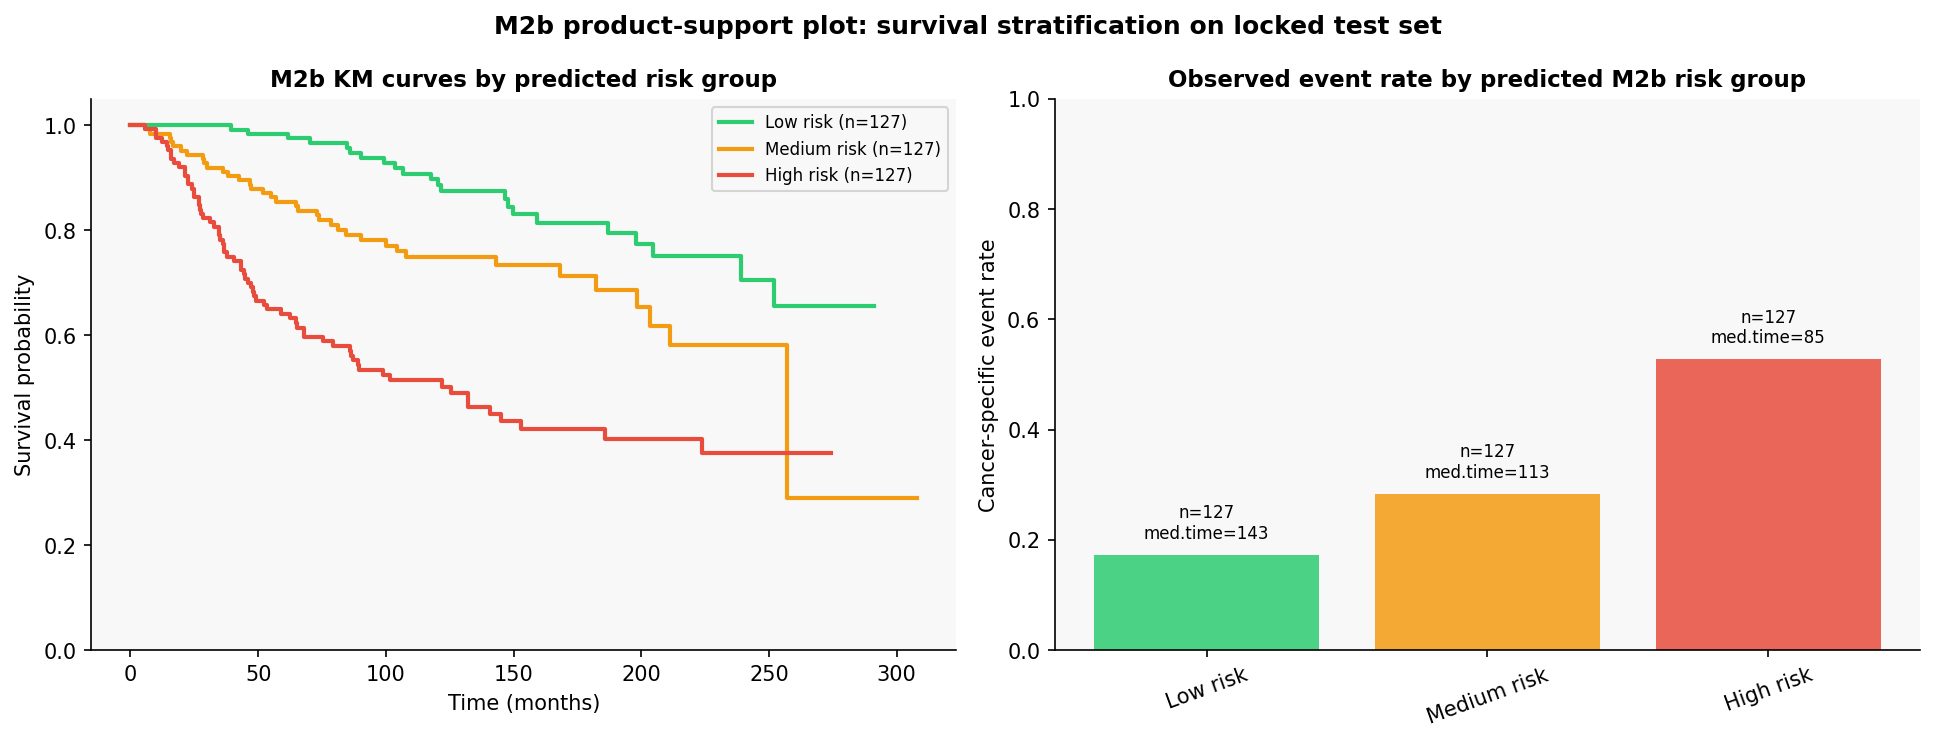 M2b product-support plot: survival stratification on locked test set
M2b KM curves by predicted risk group
Survival probability
1.0
0.8
0.6
0.4
0.2
0.0
Low risk (n=127)
Medium risk (n=127)
High risk (n=127)
0 50 100 150 200 250 300
Time (months)
Observed event rate by predicted M2b risk group
Cancer-specific event rate
1.0
0.8
0.6
0.4
0.2
0.0
n=127
med.time=143
n=127
med.time=113
n=127
med.time=85
Low risk
Medium risk
High risk